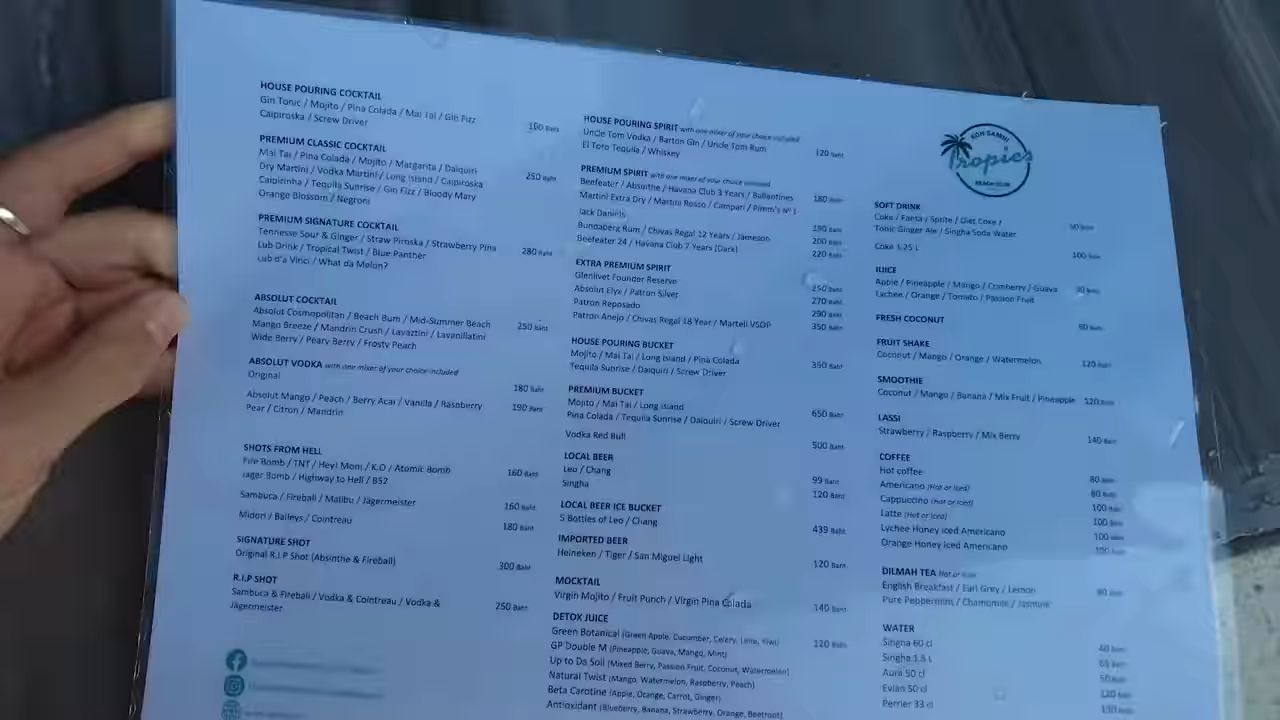 HOUSE POURING COCKTAIL
Gin Tonic / Mojito / Pina Colada / Mai Tai / Gin Fizz
Caipiroska / Screw Driver
160 Baht
PREMIUM CLASSIC COCKTAIL
Mai Tai / Pina Colada / Mojito / Margarita / Daiquiri
Dry Martini / Vodka Martini / Long Island / Caipiroska
Caipirinha / Tequila Sunrise / Gin Fizz / Bloody Mary
Orange Blossom / Negroni
250 Baht
PREMIUM SIGNATURE COCKTAIL
Tennesse Sour & Ginger / Straw Piroska / Strawberry Pina
Lub Drink / Tropical Twist / Blue Panther
Lub d'a Vinci / What da Melon?
280 Baht
ABSOLUT COCKTAIL
Absolut Cosmopolitan / Beach Bum / Mid-Summer Beach
Mango Breeze / Mandrin Crush / Lavaztini / Lavanillatini
Wide Berry / Peary Berry / Frosty Peach
250 Baht
ABSOLUT VODKA with one mixer of your choice included
Original
180 Baht
Absolut Mango / Peach / Berry Acai / Vanilla / Raspberry
Pear / Citron / Mandrin
190 Baht
SHOTS FROM HELL
Fire Bomb / TNT / Hey! Mom / K.O / Atomic Bomb
Jager Bomb / Highway to Hell / B52
160 Baht
Sambuca / Fireball / Malibu / Jagermeister
160 Baht
Midori / Baileys / Cointreau
180 Baht
SIGNATURE SHOT
Original R.I.P Shot (Absinthe & Fireball)
300 Baht
R.I.P SHOT
Sambuca & Fireball / Vodka & Cointreau / Vodka &
Jägermeister
250 Baht
HOUSE POURING SPIRIT with one mixer of your choice included
Uncle Tom Vodka / Barton Gin / Uncle Tom Rum
El Toro Tequila / Whiskey
120 Baht
PREMIUM SPIRIT with one mixer of your choice included
Beefeater / Absinthe / Havana Club 3 Years / Ballantines
Martini Extra Dry / Martini Rosso / Campari / Pimm's Nº 1
180 Baht
Jack Daniels
190 Baht
Bundaberg Rum / Chivas Regal 12 Years / Jameson
200 Baht
Beefeater 24 / Havana Club 7 Years (Dark)
220 Baht
EXTRA PREMIUM SPIRIT
Glenlivet Founder Reserve
250 Baht
Absolut Elyx / Patron Silver
270 Baht
Patron Reposado
290 Baht
Patron Anejo / Chivas Regal 18 Year / Martell VSOP
350 Baht
HOUSE POURING BUCKET
Mojito / Mai Tai / Long Island / Pina Colada
Tequila Sunrise / Daiquiri / Screw Driver
350 Baht
PREMIUM BUCKET
Mojito / Mai Tai / Long Island
Pina Colada / Tequila Sunrise / Daiquiri / Screw Driver
650 Baht
Vodka Red Bull
500 Baht
LOCAL BEER
Leo / Chang
99 Baht
Singha
120 Baht
LOCAL BEER ICE BUCKET
5 Bottles of Leo / Chang
439 Baht
IMPORTED BEER
Heineken / Tiger / San Miguel Light
120 Baht
MOCKTAIL
Virgin Mojito / Fruit Punch / Virgin Pina Colada
140 Baht
DETOX JUICE
Green Botanical (Green Apple, Cucumber, Celery, Lime, Kiwi)
120 Baht
GP Double M (Pineapple, Guava, Mango, Mint)
Up to Da Soil (Mixed Berry, Passion Fruit, Coconut, Watermelon)
Natural Twist (Mango, Watermelon, Raspberry, Peach)
Beta Carotine (Apple, Orange, Carrot, Ginger)
Antioxidant (Blueberry, Banana, Strawberry, Orange, Beetroot)
KOH SAMUI
Tropics
BEACH CLUB
SOFT DRINK
Coke / Fanta / Sprite / Diet Coke /
Tonic Ginger Ale / Singha Soda Water
Coke 1.25 L
100 Baht
JUICE
Apple / Pineapple / Mango / Cranberry / Guava
Lychee / Orange / Tomato / Passion Fruit
FRESH COCONUT
FRUIT SHAKE
Coconut / Mango / Orange / Watermelon
120 Baht
SMOOTHIE
Coconut / Mango / Banana / Mix Fruit / Pineapple
120 Baht
LASSI
Strawberry / Raspberry / Mix Berry
140 Baht
COFFEE
Hot coffee
80 Baht
Americano (Hot or Iced)
80 Baht
Cappuccino (Hot or Iced)
100 Baht
Latte (Hot or Iced)
100 Baht
Lychee Honey Iced Americano
100 Baht
Orange Honey Iced Americano
100 Baht
DILMAH TEA Hot or Iced
English Breakfast / Earl Grey / Lemon
Pure Peppermint / Chamomile / Jasmine
WATER
Singha 60 cl
40 Baht
Singha 1.5 L
Aura 50 cl
Evian 50 cl
120 Baht
Perrier 33 cl